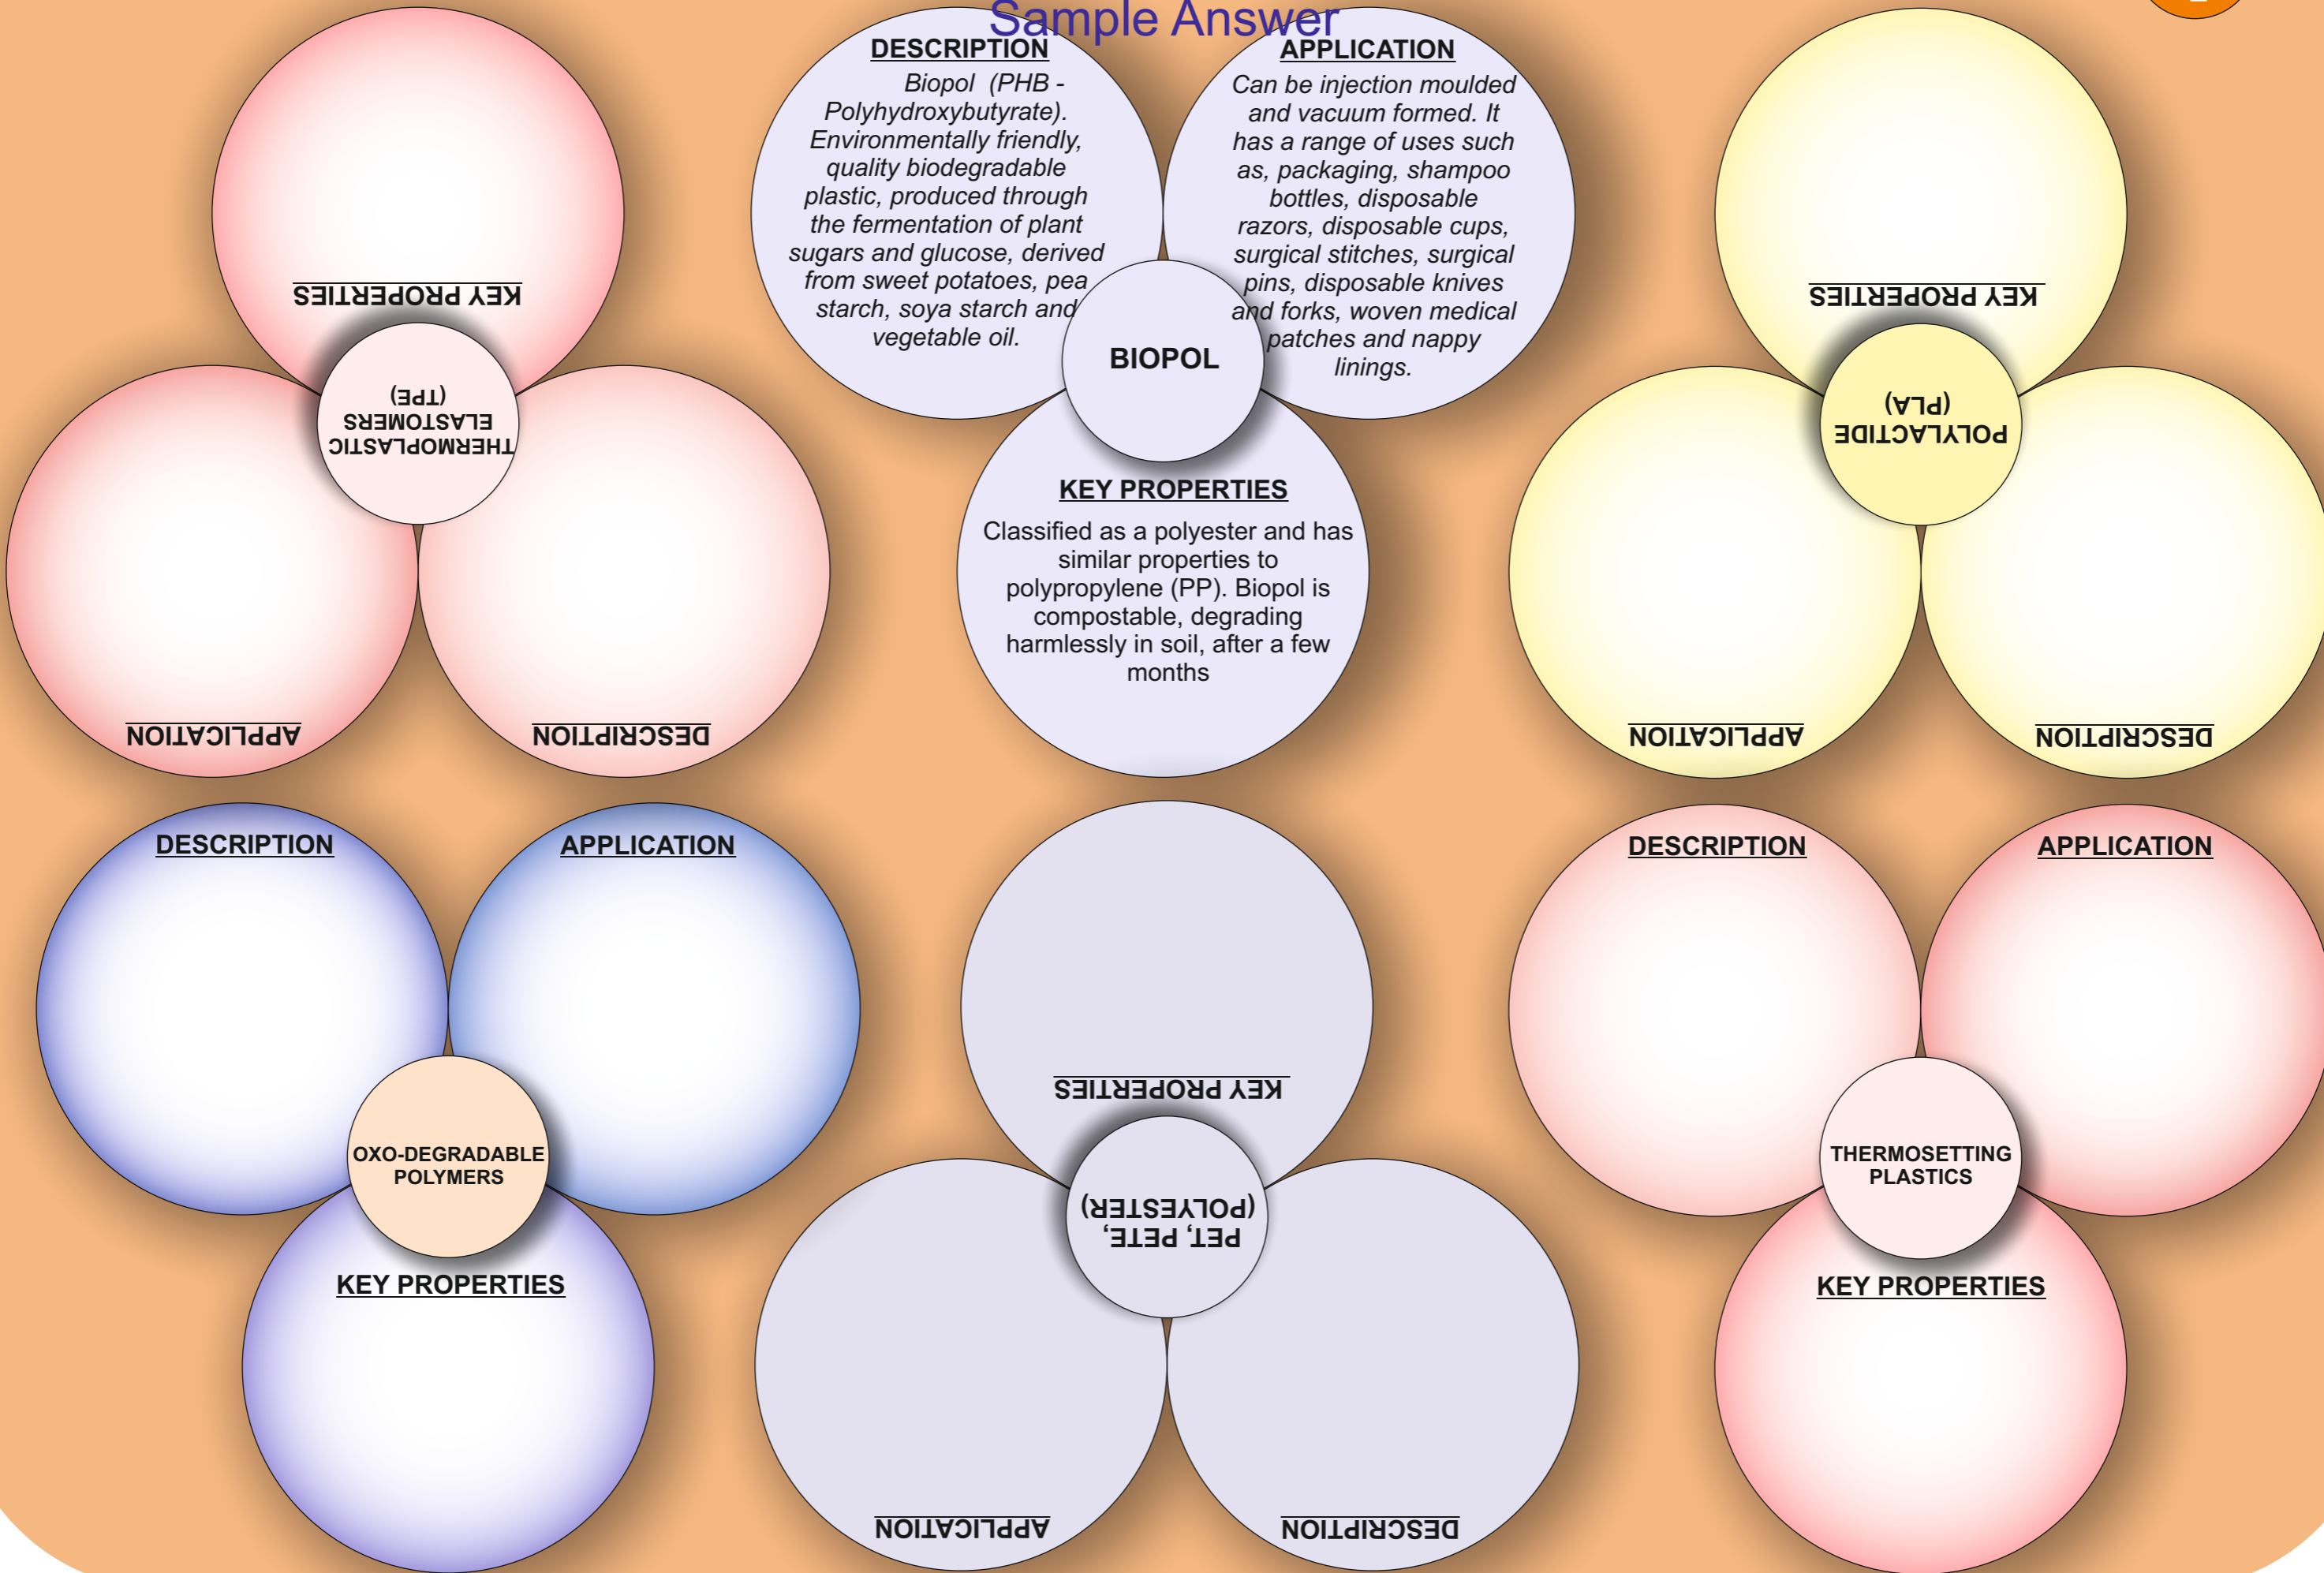 Sample Answer
KEY PROPERTIES
THERMOPLASTIC
ELASTOMERS
(TPE)
APPLICATION
DESCRIPTION
DESCRIPTION
Biopol (PHB -
Polyhydroxybutyrate).
Environmentally friendly,
quality biodegradable
plastic, produced through
the fermentation of plant
sugars and glucose, derived
from sweet potatoes, pea
starch, soya starch and
vegetable oil.
APPLICATION
Can be injection moulded
and vacuum formed. It
has a range of uses such
as, packaging, shampoo
bottles, disposable
razors, disposable cups,
surgical stitches, surgical
pins, disposable knives
and forks, woven medical
patches and nappy
linings.
BIOPOL
KEY PROPERTIES
Classified as a polyester and has
similar properties to
polypropylene (PP). Biopol is
compostable, degrading
harmlessly in soil, after a few
months
KEY PROPERTIES
POLYLACTIDE
(PLA)
APPLICATION
DESCRIPTION
DESCRIPTION
APPLICATION
OXO-DEGRADABLE
POLYMERS
KEY PROPERTIES
KEY PROPERTIES
PET, PETE,
(POLYESTER)
APPLICATION
DESCRIPTION
DESCRIPTION
APPLICATION
THERMOSETTING
PLASTICS
KEY PROPERTIES